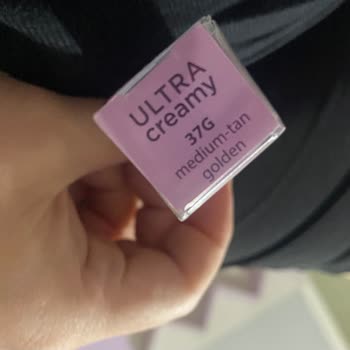 ULTRA
creamy
37G
medium-tan
golden